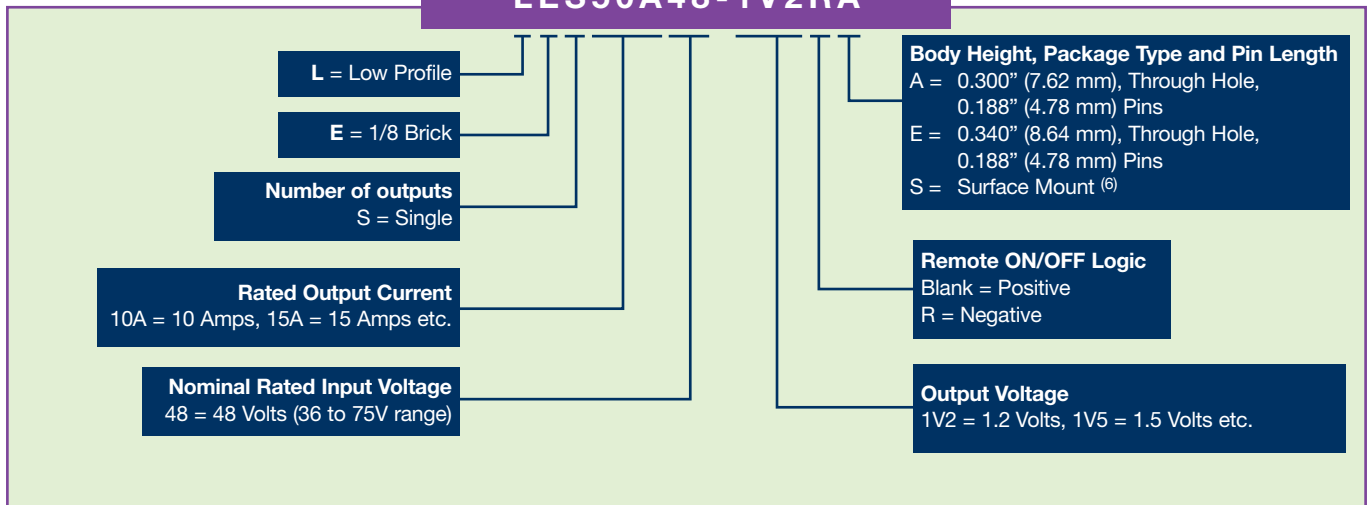 L = Low Profile
E = 1/8 Brick
Number of outputs
S = Single
Rated Output Current
10A = 10 Amps, 15A = 15 Amps etc.
Nominal Rated Input Voltage
48 = 48 Volts (36 to 75V range)
Body Height, Package Type and Pin Length
A = 0.300” (7.62 mm), Through Hole,
0.188” (4.78 mm) Pins
E = 0.340” (8.64 mm), Through Hole,
0.188” (4.78 mm) Pins
S = Surface Mount (6)
Remote ON/OFF Logic
Blank = Positive
R = Negative
Output Voltage
1V2 = 1.2 Volts, 1V5 = 1.5 Volts etc.